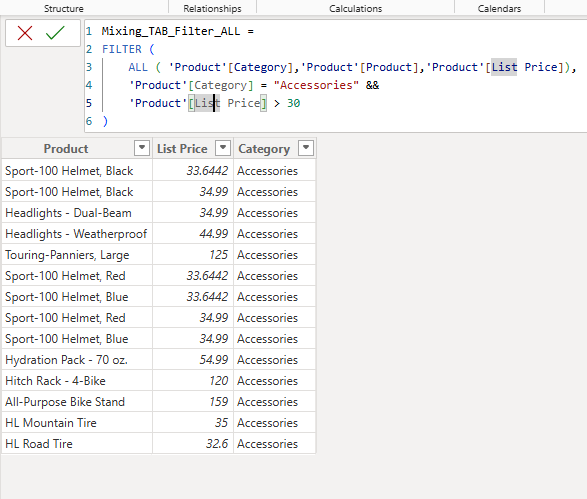 Structure Relationships Calculations Calendars
1 Mixing_TAB_Filter_ALL =
2 FILTER (
3 ALL ( 'Product'[Category],'Product'[Product],'Product'[List Price]),
4 'Product'[Category] = "Accessories" &&
5 'Product'[List Price] > 30
6 )
Product List Price Category
Sport-100 Helmet, Black 33.6442 Accessories
Sport-100 Helmet, Black 34.99 Accessories
Headlights - Dual-Beam 34.99 Accessories
Headlights - Weatherproof 44.99 Accessories
Touring-Panniers, Large 125 Accessories
Sport-100 Helmet, Red 33.6442 Accessories
Sport-100 Helmet, Blue 33.6442 Accessories
Sport-100 Helmet, Red 34.99 Accessories
Sport-100 Helmet, Blue 34.99 Accessories
Hydration Pack - 70 oz. 54.99 Accessories
Hitch Rack - 4-Bike 120 Accessories
All-Purpose Bike Stand 159 Accessories
HL Mountain Tire 35 Accessories
HL Road Tire 32.6 Accessories